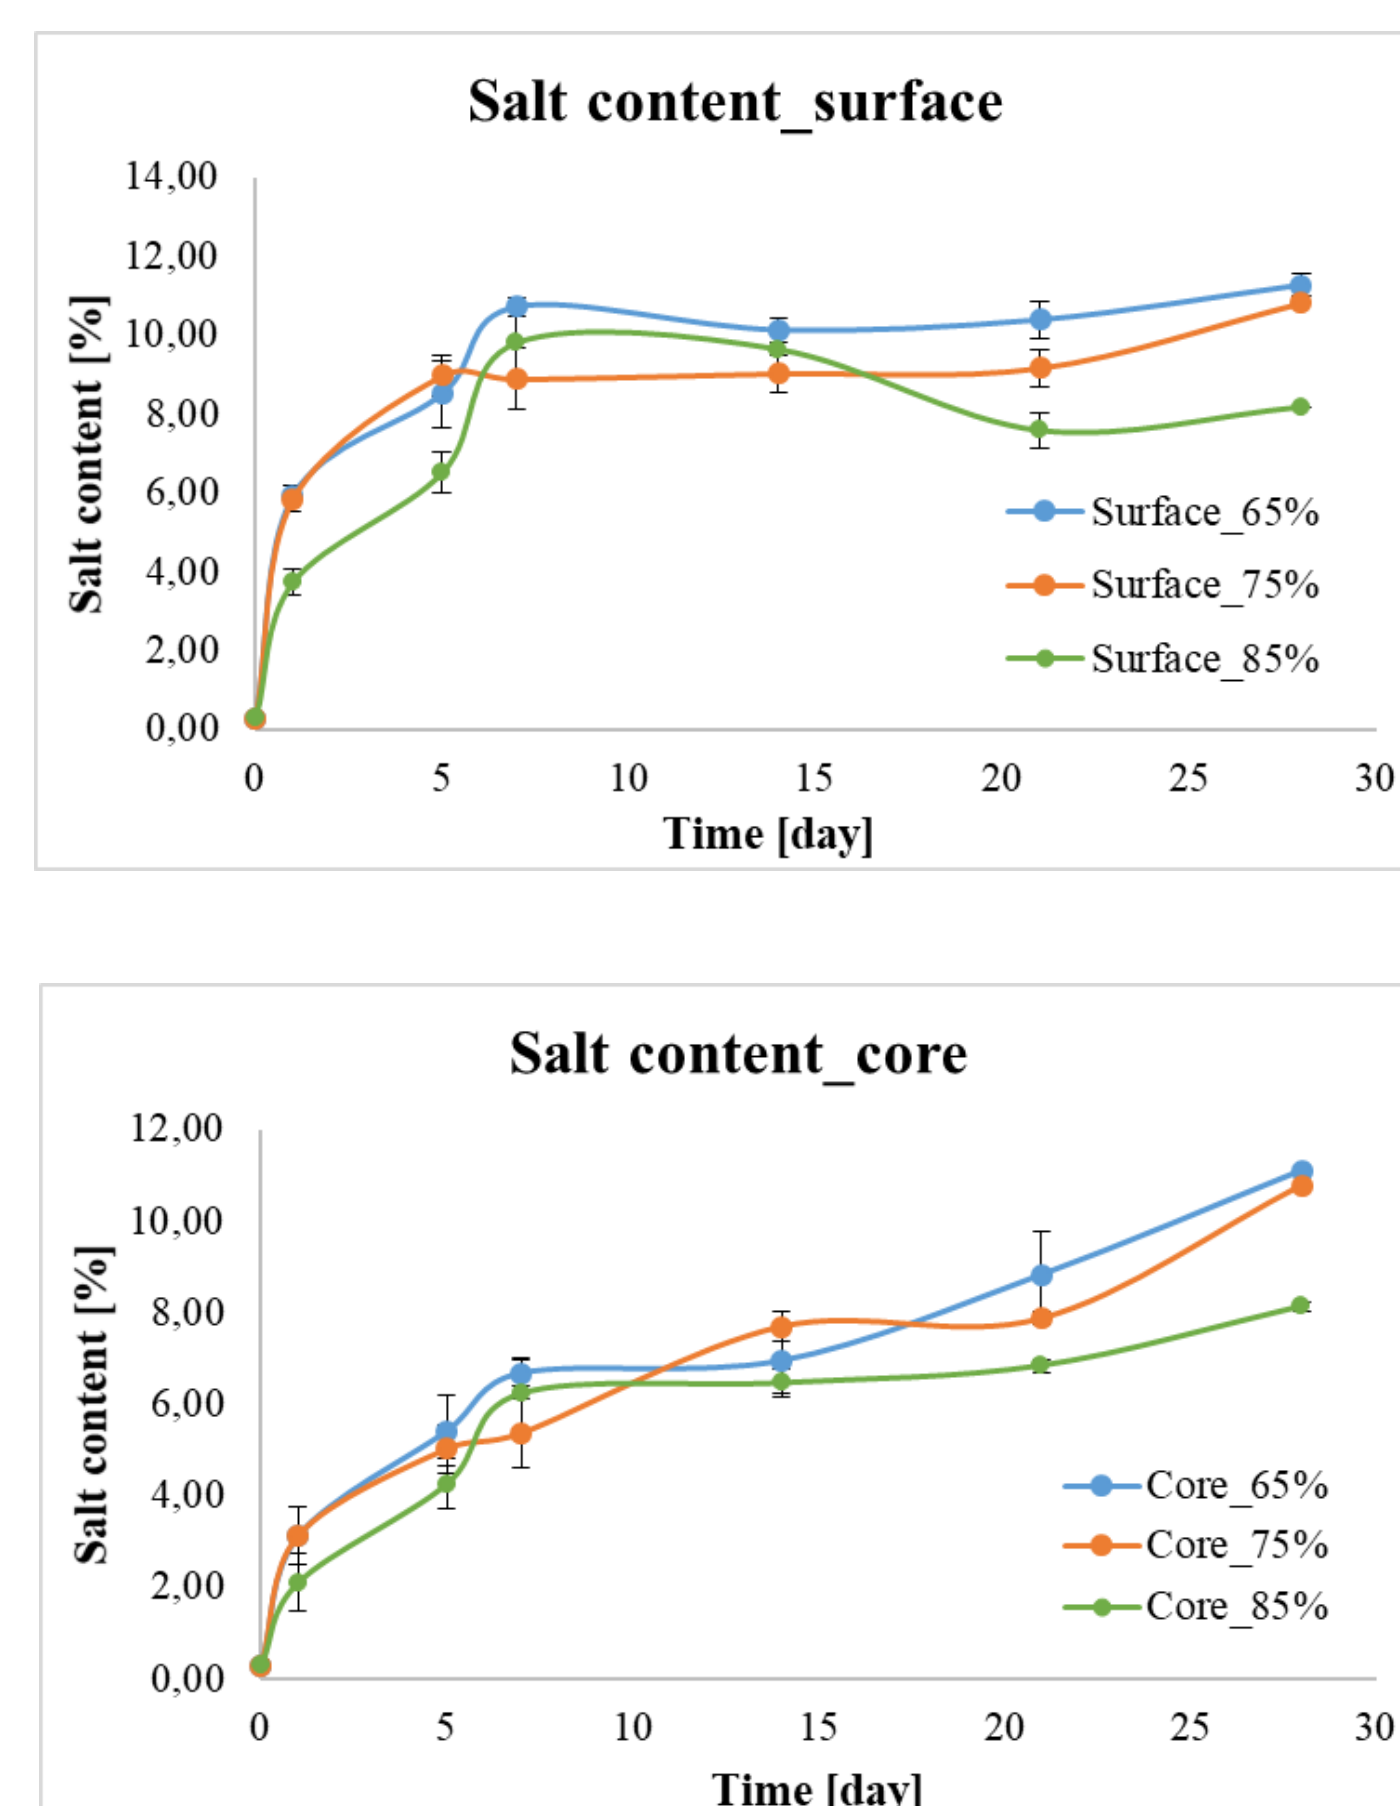 Salt content_surface
14,00
12,00
10,00
8,00
6,00
4,00
2,00
0,00
Salt content [%]
0 5 10 15 20 25 30
Time [day]
Surface_65%
Surface_75%
Surface_85%
Salt content_core
12,00
10,00
8,00
6,00
4,00
2,00
0,00
Salt content [%]
0 5 10 15 20 25 30
Time [day]
Core_65%
Core_75%
Core_85%